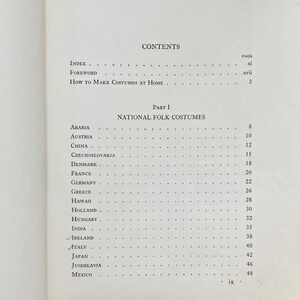 CONTENTS
PAGE
Index xi
Foreword xvii
How to Make Costumes at Home 3
Part I
NATIONAL FOLK COSTUMES
Arabia 8
Austria 10
China 12
Czechoslovakia 15
Denmark 18
France 20
Germany 22
Greece 26
Hawaii 28
Holland 30
Hungary 32
India 35
Ireland 38
Italy 40
Japan 42
Jugoslavia 46
Mexico 48
ix